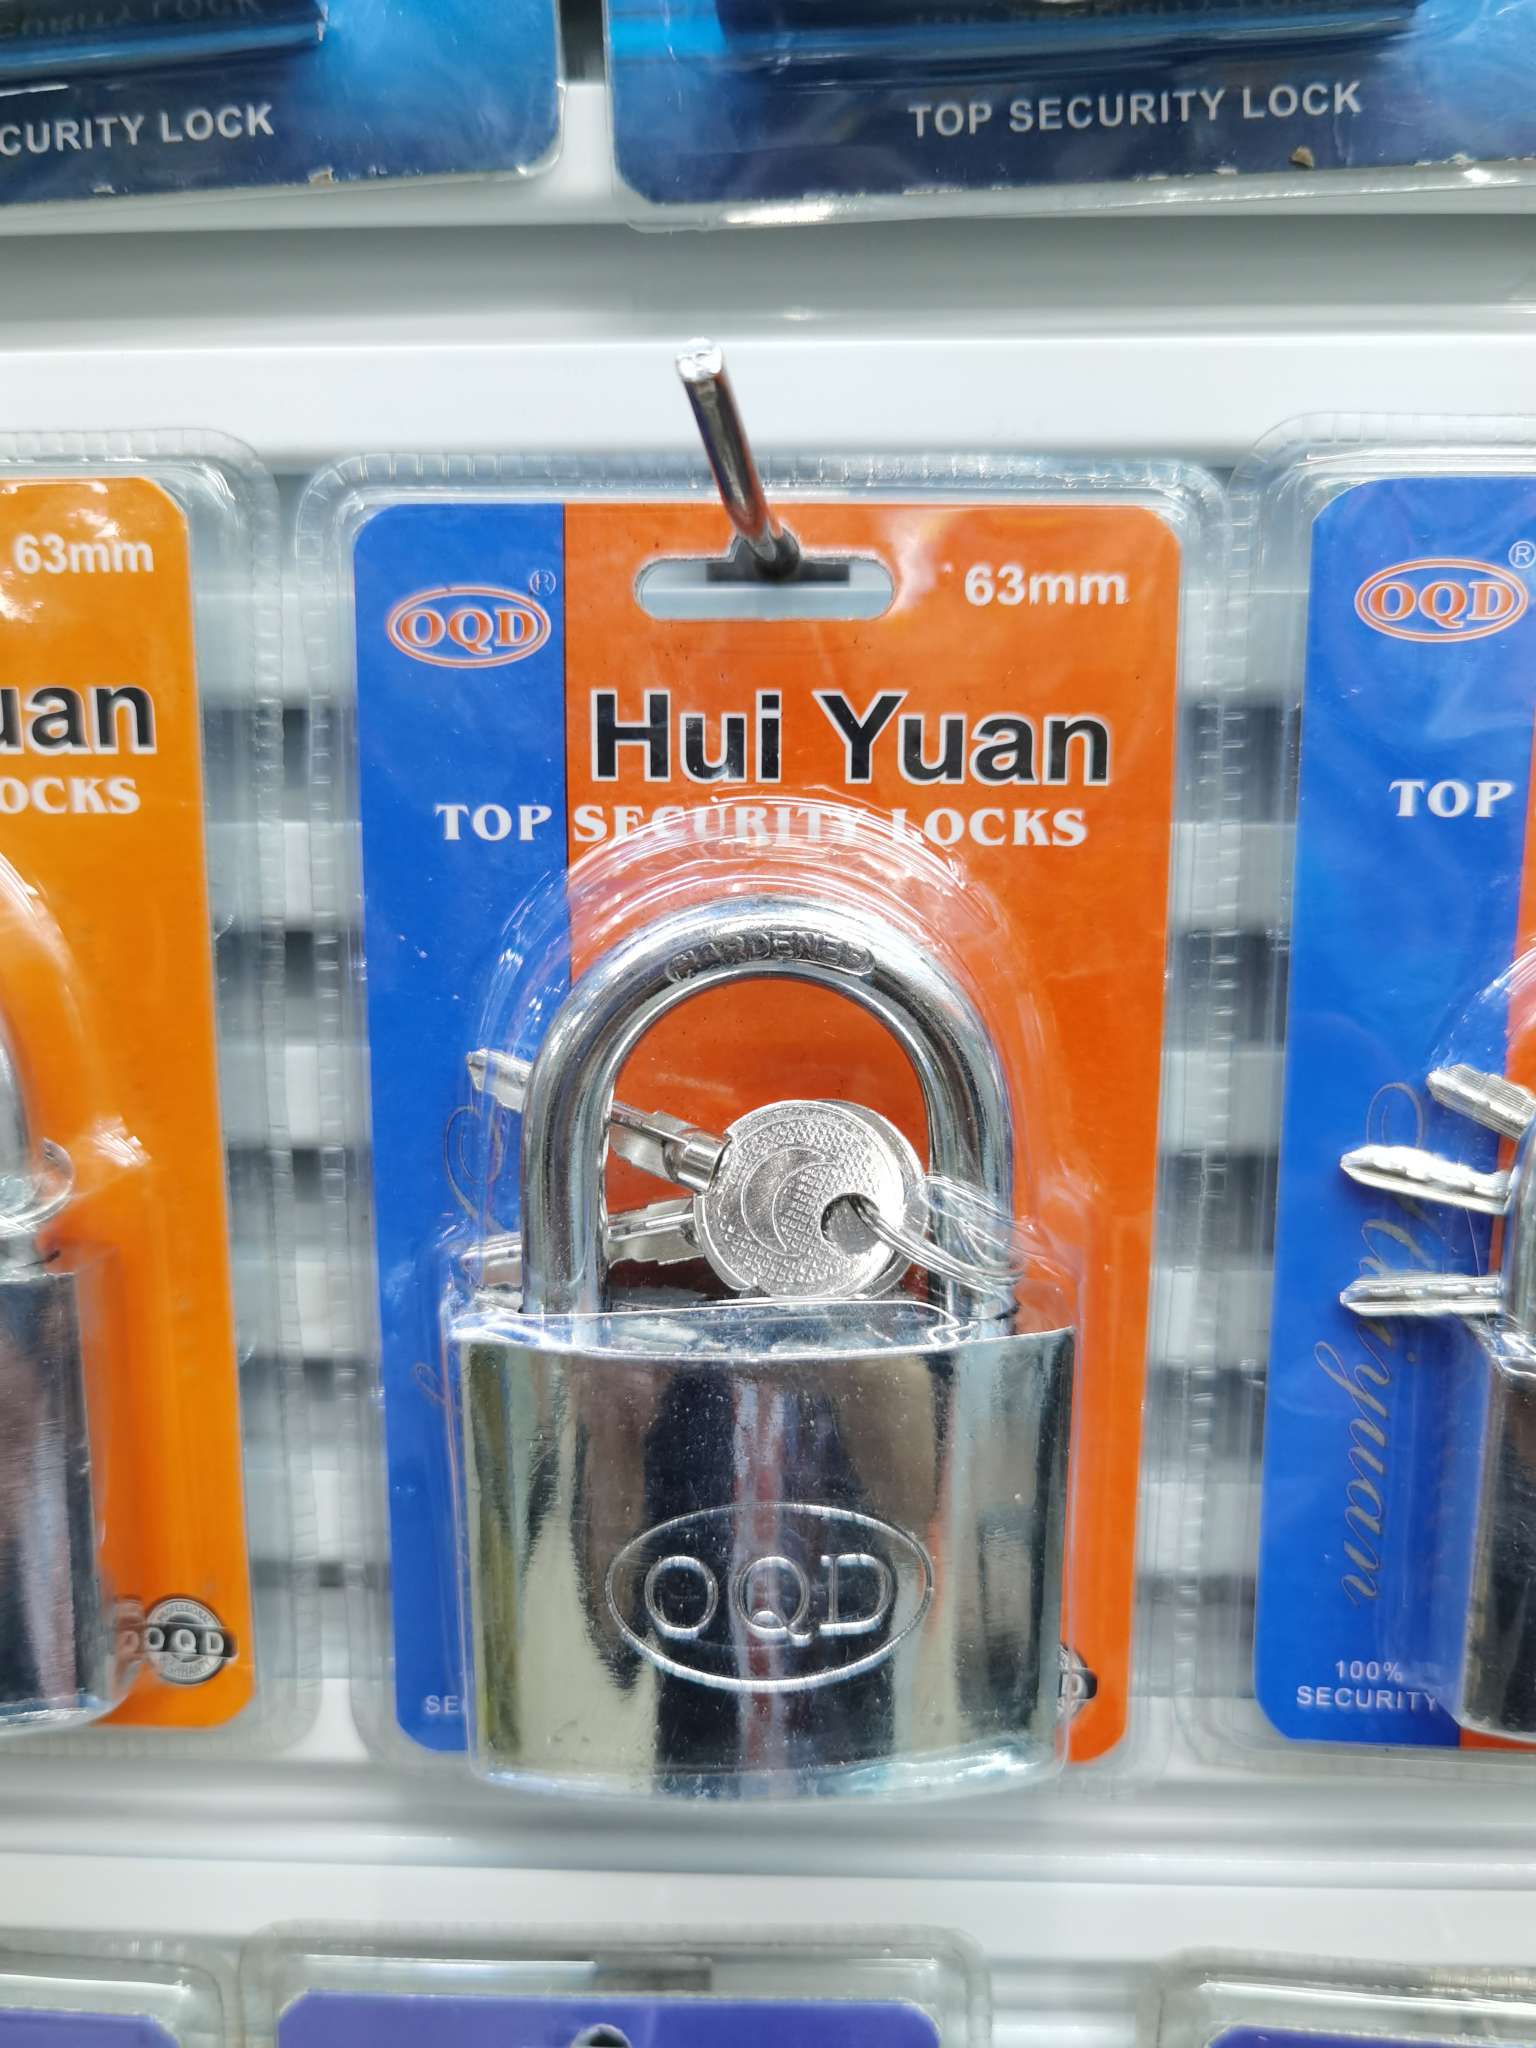 CURITY LOCK
TOP SECURITY LOCK
63mm
uan
OCKS
OQD
OQD®
63mm
Hui Yuan
TOP SECURITY LOCKS
HARDENED
OQD
SE
OQD®
TOP
100%
SECURITY